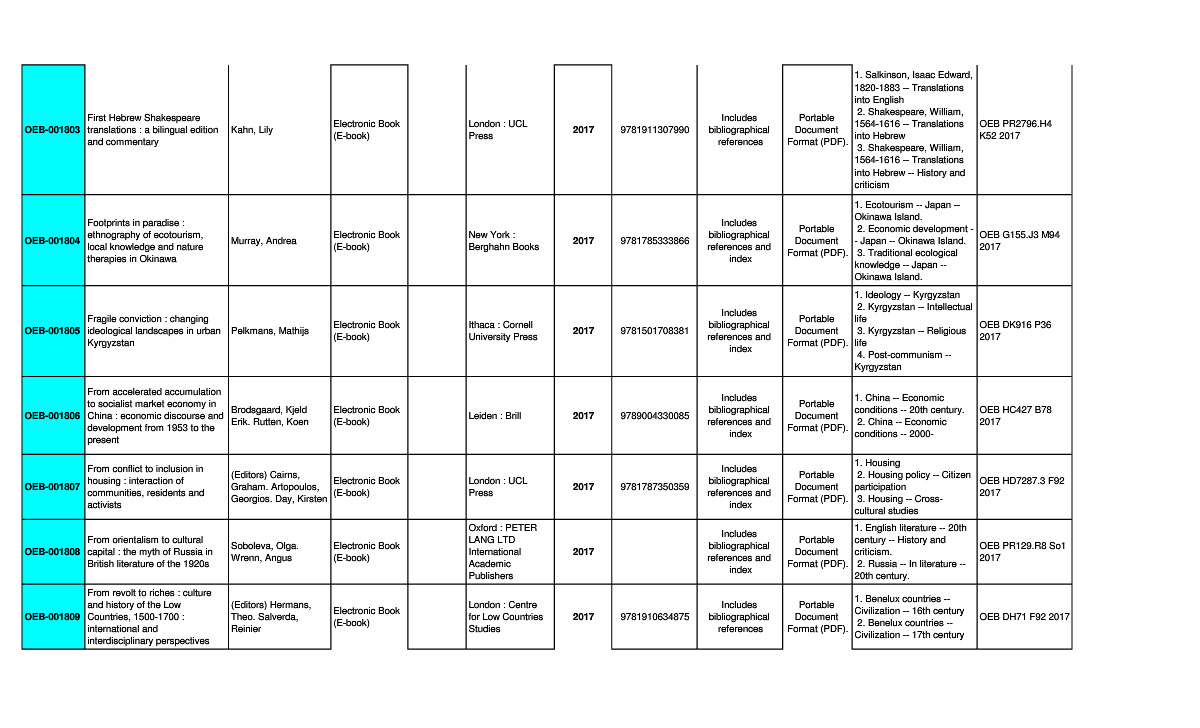 OEB-001803
First Hebrew Shakespeare
translations : a bilingual edition
and commentary
Kahn, Lily
Electronic Book
(E-book)
London : UCL
Press
2017
9781911307990
Includes
bibliographical
references
Portable
Document
Format (PDF).
1. Salkinson, Isaac Edward,
1820-1883 -- Translations
into English
2. Shakespeare, William,
1564-1616 -- Translations
into Hebrew
3. Shakespeare, William,
1564-1616 -- Translations
into Hebrew -- History and
criticism
OEB PR2796.H4
K52 2017
OEB-001804
Footprints in paradise :
ethnography of ecotourism,
local knowledge and nature
therapies in Okinawa
Murray, Andrea
Electronic Book
(E-book)
New York :
Berghahn Books
2017
9781785333866
Includes
bibliographical
references and
index
Portable
Document
Format (PDF).
1. Ecotourism -- Japan --
Okinawa Island.
2. Economic development -
- Japan -- Okinawa Island.
3. Traditional ecological
knowledge -- Japan --
Okinawa Island.
OEB G155.J3 M94
2017
OEB-001805
Fragile conviction : changing
ideological landscapes in urban
Kyrgyzstan
Pelkmans, Mathijs
Electronic Book
(E-book)
Ithaca : Cornell
University Press
2017
9781501708381
Includes
bibliographical
references and
index
Portable
Document
Format (PDF).
1. Ideology -- Kyrgyzstan
2. Kyrgyzstan -- Intellectual
life
3. Kyrgyzstan -- Religious
life
4. Post-communism --
Kyrgyzstan
OEB DK916 P36
2017
OEB-001806
From accelerated accumulation
to socialist market economy in
China : economic discourse and
development from 1953 to the
present
Brodsgaard, Kjeld
Erik. Rutten, Koen
Electronic Book
(E-book)
Leiden : Brill
2017
9789004330085
Includes
bibliographical
references and
index
Portable
Document
Format (PDF).
1. China -- Economic
conditions -- 20th century.
2. China -- Economic
conditions -- 2000-
OEB HC427 B78
2017
OEB-001807
From conflict to inclusion in
housing : interaction of
communities, residents and
activists
(Editors) Cairns,
Graham. Artopoulos,
Georgios. Day, Kirsten
Electronic Book
(E-book)
London : UCL
Press
2017
9781787350359
Includes
bibliographical
references and
index
Portable
Document
Format (PDF).
1. Housing
2. Housing policy -- Citizen
participation
3. Housing -- Cross-
cultural studies
OEB HD7287.3 F92
2017
OEB-001808
From orientalism to cultural
capital : the myth of Russia in
British literature of the 1920s
Soboleva, Olga.
Wrenn, Angus
Electronic Book
(E-book)
Oxford : PETER
LANG LTD
International
Academic
Publishers
2017
Includes
bibliographical
references and
index
Portable
Document
Format (PDF).
1. English literature -- 20th
century -- History and
criticism.
2. Russia -- In literature --
20th century.
OEB PR129.R8 So1
2017
OEB-001809
From revolt to riches : culture
and history of the Low
Countries, 1500-1700 :
international and
interdisciplinary perspectives
(Editors) Hermans,
Theo. Salverda,
Reinier
Electronic Book
(E-book)
London : Centre
for Low Countries
Studies
2017
9781910634875
Includes
bibliographical
references
Portable
Document
Format (PDF).
1. Benelux countries --
Civilization -- 16th century
2. Benelux countries --
Civilization -- 17th century
OEB DH71 F92 2017